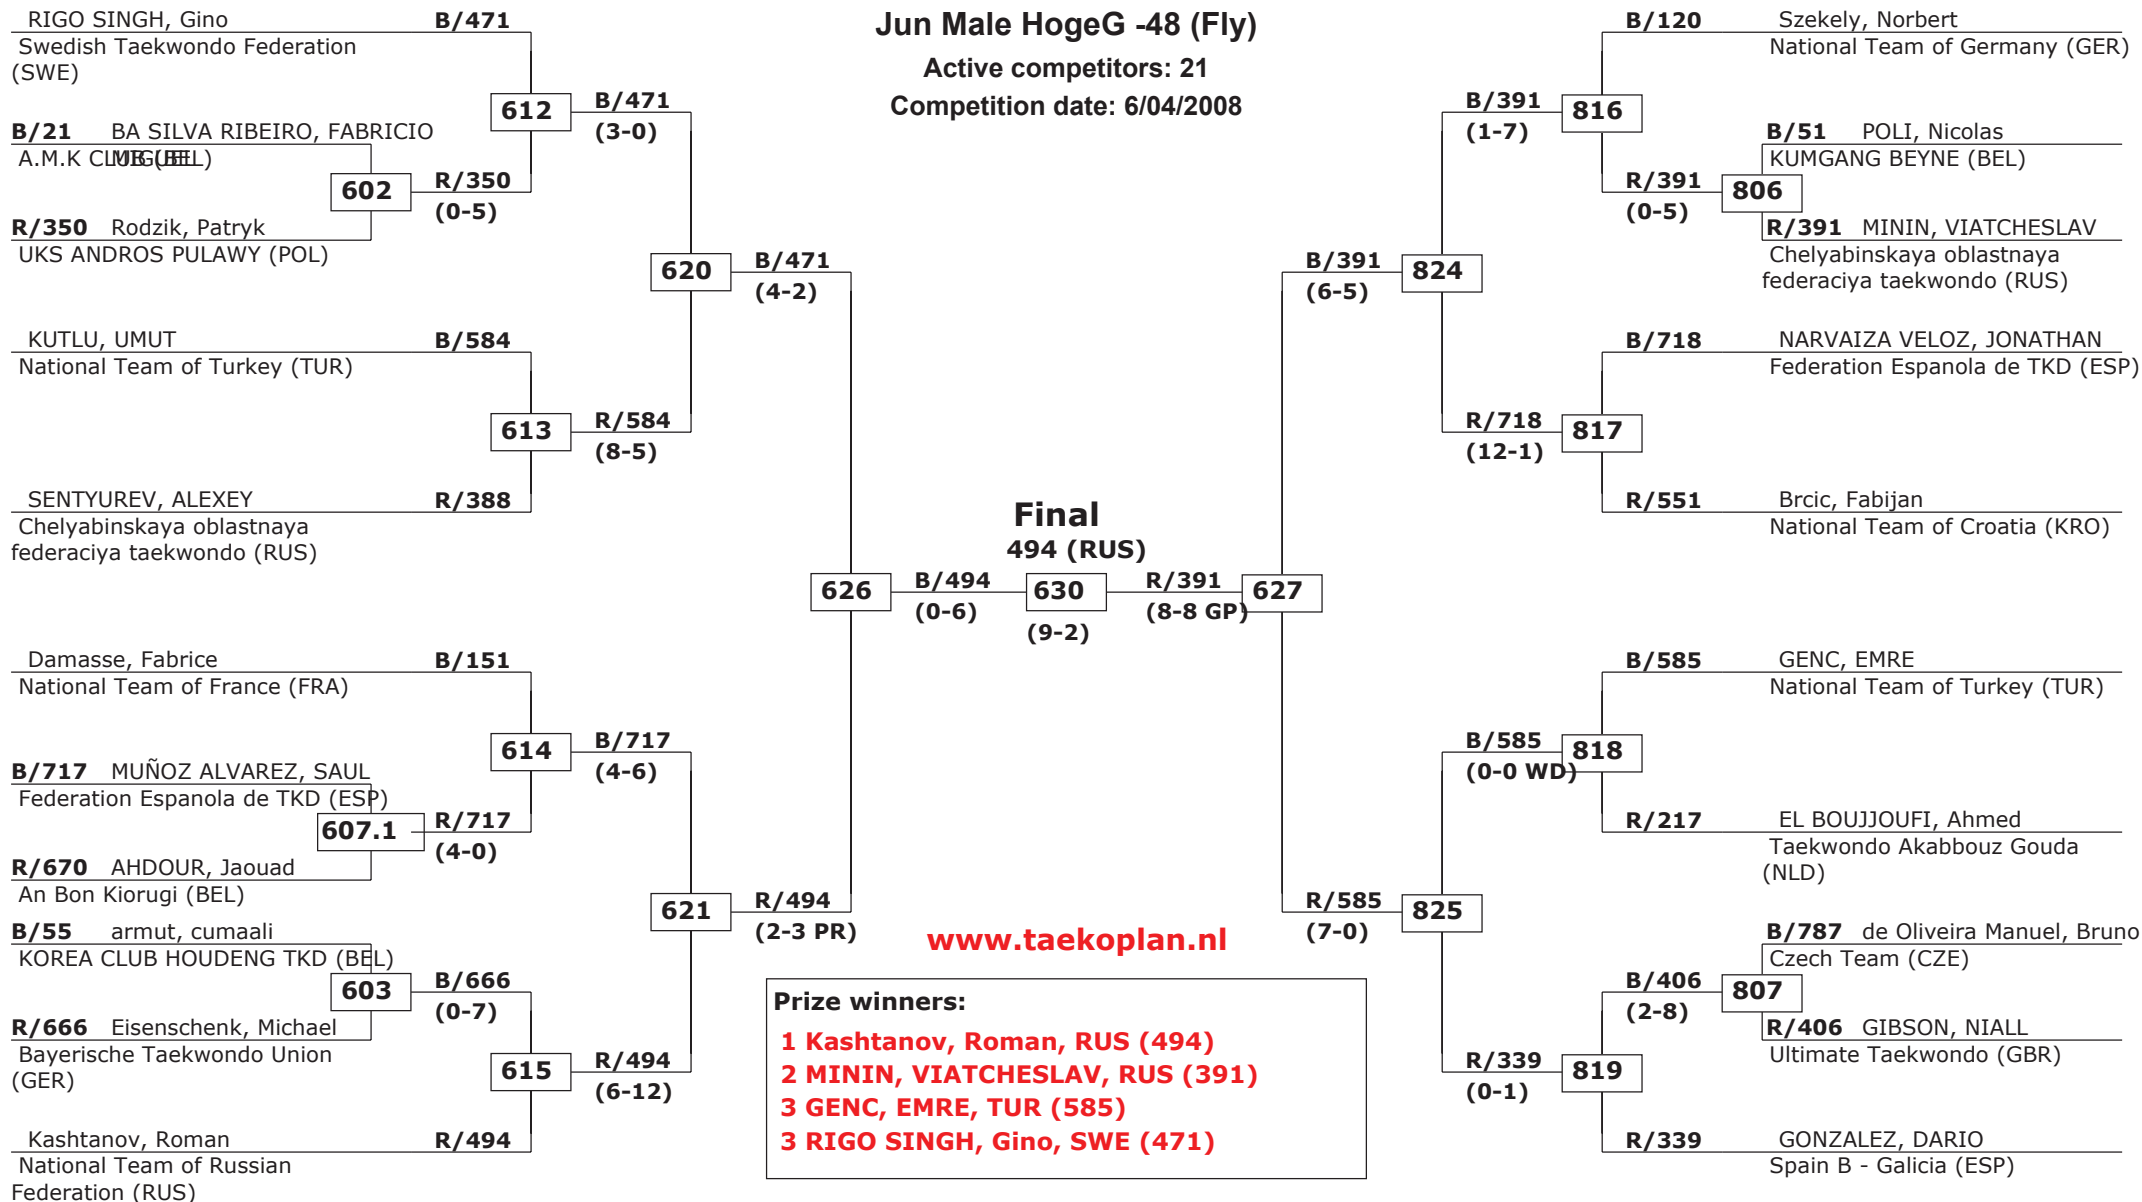 Jun Male HogeG -48 (Fly)
Active competitors: 21
Competition date: 6/04/2008
RIGO SINGH, Gino B/471
Swedish Taekwondo Federation
(SWE)
612
B/471
(3-0)
B/21 BA SILVA RIBEIRO, FABRICIO
MIGUEL
A.M.K CLUB (BEL)
602
R/350
(0-5)
R/350 Rodzik, Patryk
UKS ANDROS PULAWY (POL)
620
B/471
(4-2)
KUTLU, UMUT B/584
National Team of Turkey (TUR)
613
R/584
(8-5)
SENTYUREV, ALEXEY R/388
Chelyabinskaya oblastnaya
federaciya taekwondo (RUS)
626
B/494
(0-6)
Damasse, Fabrice B/151
National Team of France (FRA)
614
B/717
(4-6)
B/717 MUÑOZ ALVAREZ, SAUL
Federation Espanola de TKD (ESP)
607.1
R/717
(4-0)
R/670 AHDOUR, Jaouad
An Bon Kiorugi (BEL)
621
R/494
(2-3 PR)
B/55 armut, cumaali
KOREA CLUB HOUDENG TKD (BEL)
603
B/666
(0-7)
R/666 Eisenschenk, Michael
Bayerische Taekwondo Union
(GER)
615
R/494
(6-12)
Kashtanov, Roman R/494
National Team of Russian
Federation (RUS)
Final
494 (RUS)
630
(9-2)
R/391
(8-8 GP)
627
B/120 Szekely, Norbert
National Team of Germany (GER)
B/391
(1-7)
816
B/51 POLI, Nicolas
KUMGANG BEYNE (BEL)
R/391
(0-5)
806
R/391 MININ, VIATCHESLAV
Chelyabinskaya oblastnaya
federaciya taekwondo (RUS)
B/391
(6-5)
824
B/718 NARVAIZA VELOZ, JONATHAN
Federation Espanola de TKD (ESP)
R/718
(12-1)
817
R/551 Brcic, Fabijan
National Team of Croatia (KRO)
B/585 GENC, EMRE
National Team of Turkey (TUR)
B/585
(0-0 WD)
818
R/217 EL BOUJJOUFI, Ahmed
Taekwondo Akabbouz Gouda
(NLD)
R/585
(7-0)
825
B/787 de Oliveira Manuel, Bruno
Czech Team (CZE)
B/406
(2-8)
807
R/406 GIBSON, NIALL
Ultimate Taekwondo (GBR)
R/339
(0-1)
819
R/339 GONZALEZ, DARIO
Spain B - Galicia (ESP)
www.taekoplan.nl
Prize winners:
1 Kashtanov, Roman, RUS (494)
2 MININ, VIATCHESLAV, RUS (391)
3 GENC, EMRE, TUR (585)
3 RIGO SINGH, Gino, SWE (471)